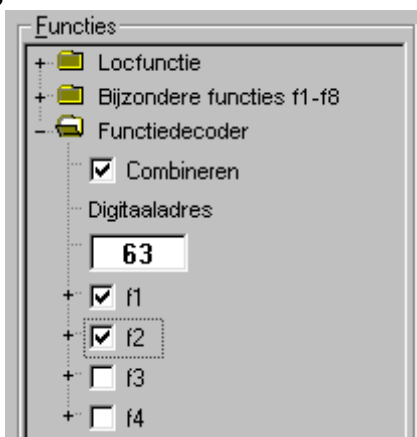 Functies
Locfunctie
Bijzondere functies f1-f8
Functiedecoder
Combineren
Digitaaladres
63
f1
f2
f3
f4